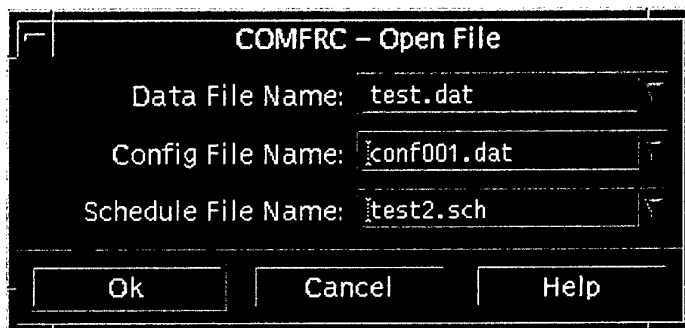 COMFRC – Open File
Data File Name: test.dat
Config File Name: conf001.dat
Schedule File Name: test2.sch
Ok Cancel Help